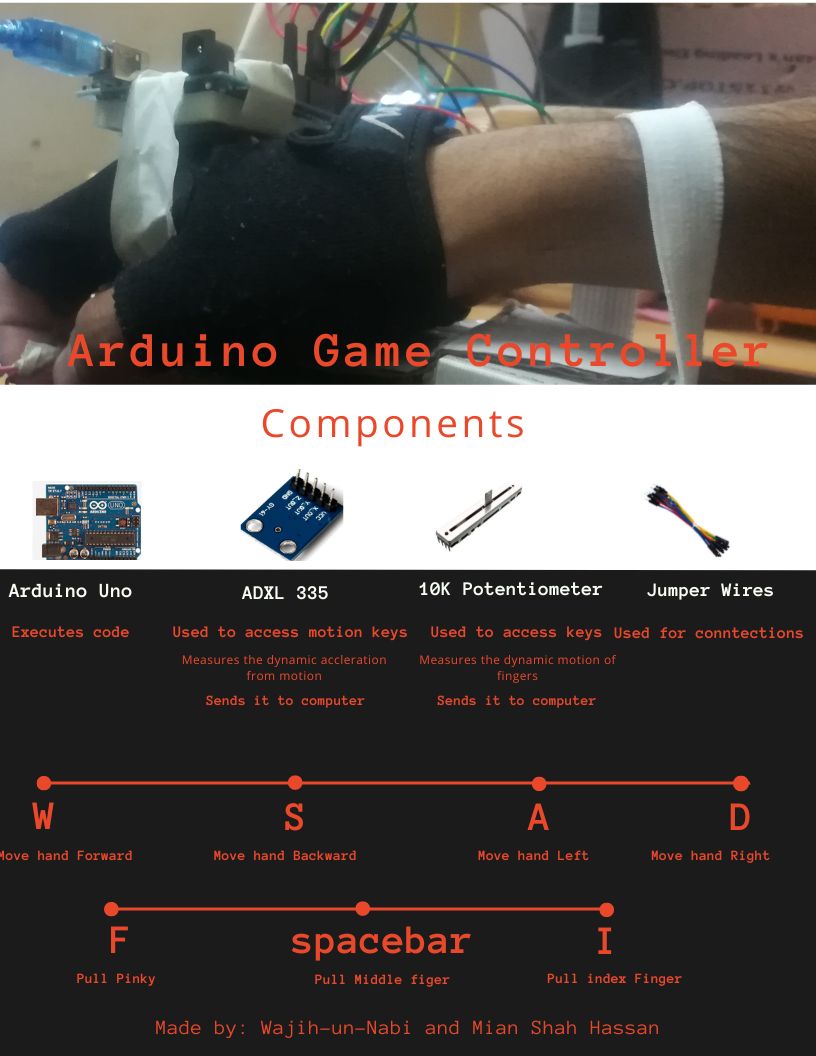 Arduino Game Controller
Components
Arduino Uno
ADXL 335
10K Potentiometer
Jumper Wires
Executes code
Used to access motion keys
Used to access keys
Used for conntections
Measures the dynamic accleration
from motion
Measures the dynamic motion of
fingers
Sends it to computer
Sends it to computer
W
S
A
D
Move hand Forward
Move hand Backward
Move hand Left
Move hand Right
F
spacebar
I
Pull Pinky
Pull Middle figer
Pull index Finger
Made by: Wajih-un-Nabi and Mian Shah Hassan